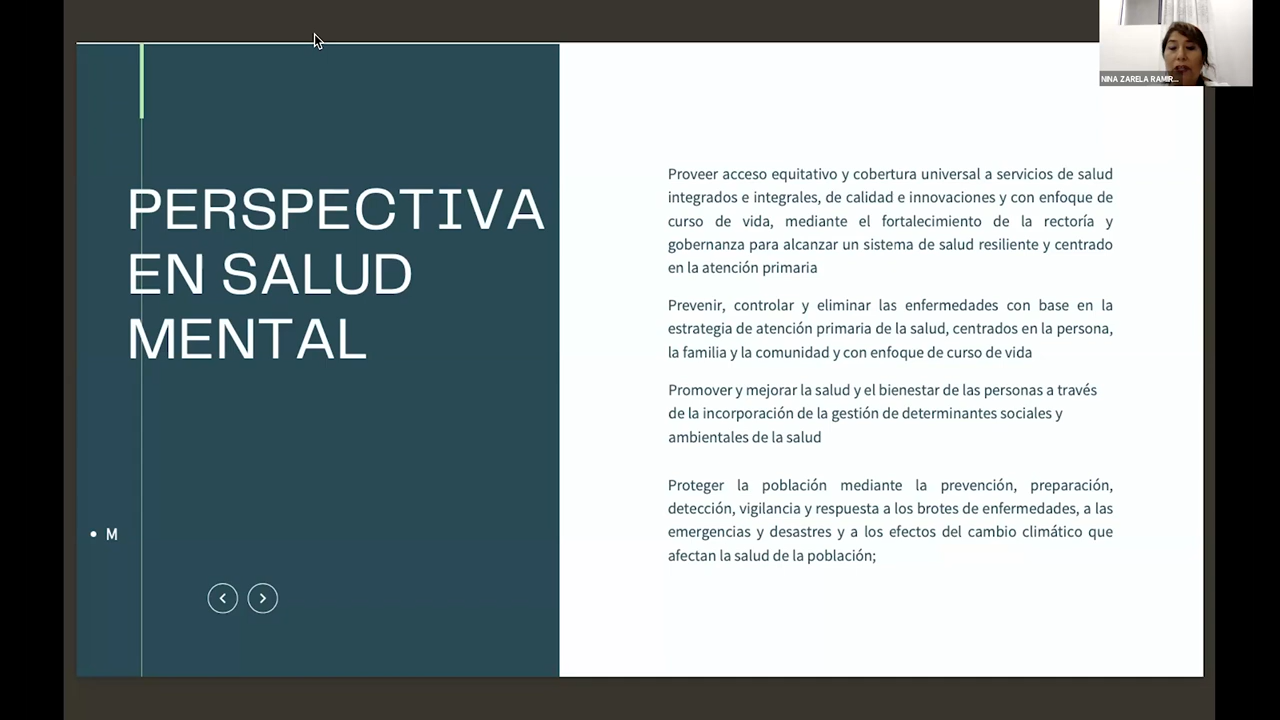 NINA ZARELA RAMIR...
PERSPECTIVA
EN SALUD
MENTAL
• M
Proveer acceso equitativo y cobertura universal a servicios de salud
integrados e integrales, de calidad e innovaciones y con enfoque de
curso de vida, mediante el fortalecimiento de la rectoría y
gobernanza para alcanzar un sistema de salud resiliente y centrado
en la atención primaria
Prevenir, controlar y eliminar las enfermedades con base en la
estrategia de atención primaria de la salud, centrados en la persona,
la familia y la comunidad y con enfoque de curso de vida
Promover y mejorar la salud y el bienestar de las personas a través
de la incorporación de la gestión de determinantes sociales y
ambientales de la salud
Proteger la población mediante la prevención, preparación,
detección, vigilancia y respuesta a los brotes de enfermedades, a las
emergencias y desastres y a los efectos del cambio climático que
afectan la salud de la población;